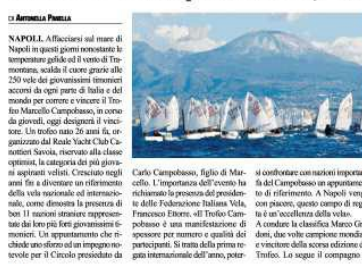 DI ANTONELLA PANELLA
NAPOLI. Affacciarsi sul mare di
Napoli in questi giorni nonostante le
temperature gelide ed il vento di Tra-
montana, scalda il cuore grazie alle
250 vele dei giovanissimi timonieri
accorsi da ogni parte di Italia e del
mondo per correre e vincere il Tro-
feo Marcello Campobasso, in corso
da giovedì, oggi designerà il vinci-
tore. Un trofeo nato 26 anni fa, or-
ganizzato dal Reale Yacht Club Ca-
nottieri Savoia, riservato alla classe
optimist, la categoria dei più giova-
ni aspiranti velisti. Cresciuto negli
anni fin a diventare un riferimento
della vela nazionale ed internazio-
nale, come dimostra la presenza di
ben 11 nazioni straniere rappresen-
tate dai loro più forti giovanissimi ti-
monieri. Un appuntamento che ri-
chiede uno sforzo ed un impegno no-
tevole per il Circolo presieduto da
Carlo Campobasso, figlio di Mar-
cello. L'importanza dell'evento ha
richiamato la presenza del presiden-
te delle Federazione Italiana Vela,
Francesco Ettorre. «Il Trofeo Cam-
pobasso è una manifestazione di
spessore per numero e qualità dei
partecipanti. Si tratta della prima re-
gata internazionale dell'anno, poter-
si confrontare con nazioni importan-
fa del Campobasso un appuntamen-
to di riferimento. A Napoli veng
con piacere, questo campo di rega-
ta è un'eccellenza della vela».
A condurre la classifica Marco Gr
doni, due volte campione mondia
e vincitore della scorsa edizione d
Trofeo. Lo segue il compagno